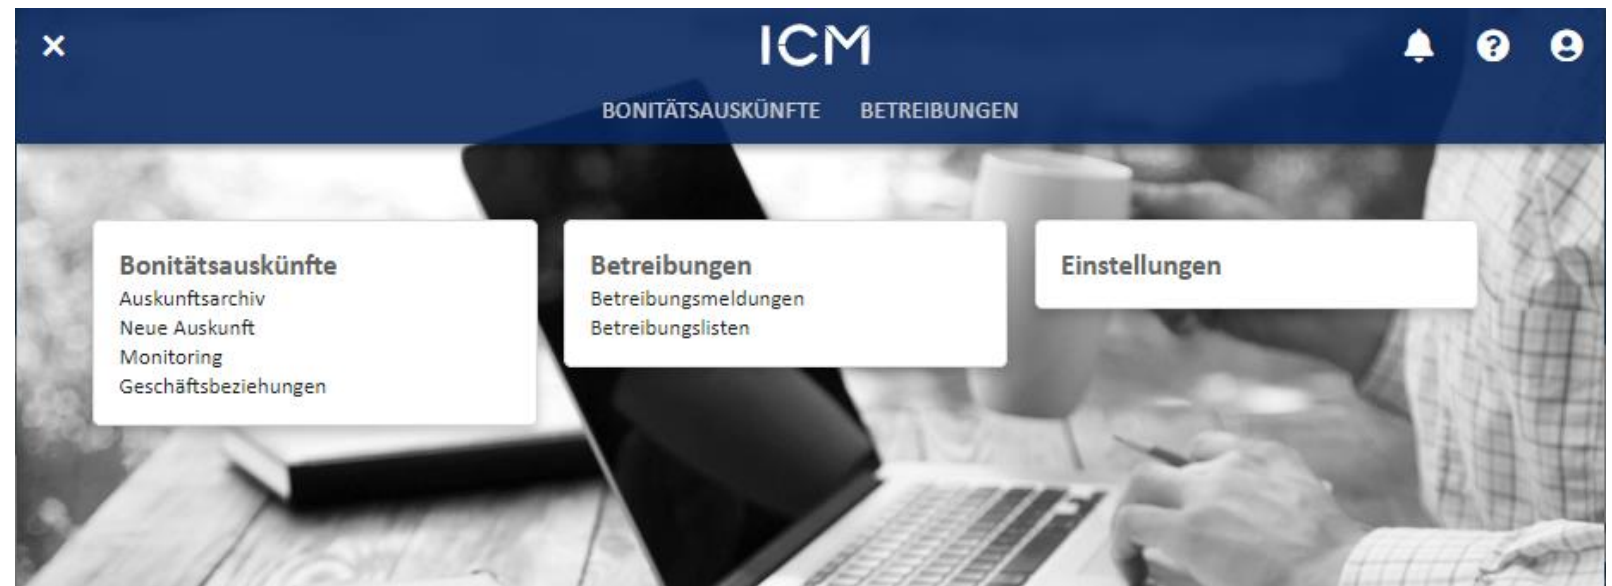 ICM
BONITÄTSAUSKÜNFTE BETREIBUNGEN
Bonitätsauskünfte
Auskunftsarchiv
Neue Auskunft
Monitoring
Geschäftsbeziehungen
Betreibungen
Betreibungsmeldungen
Betreibungslisten
Einstellungen